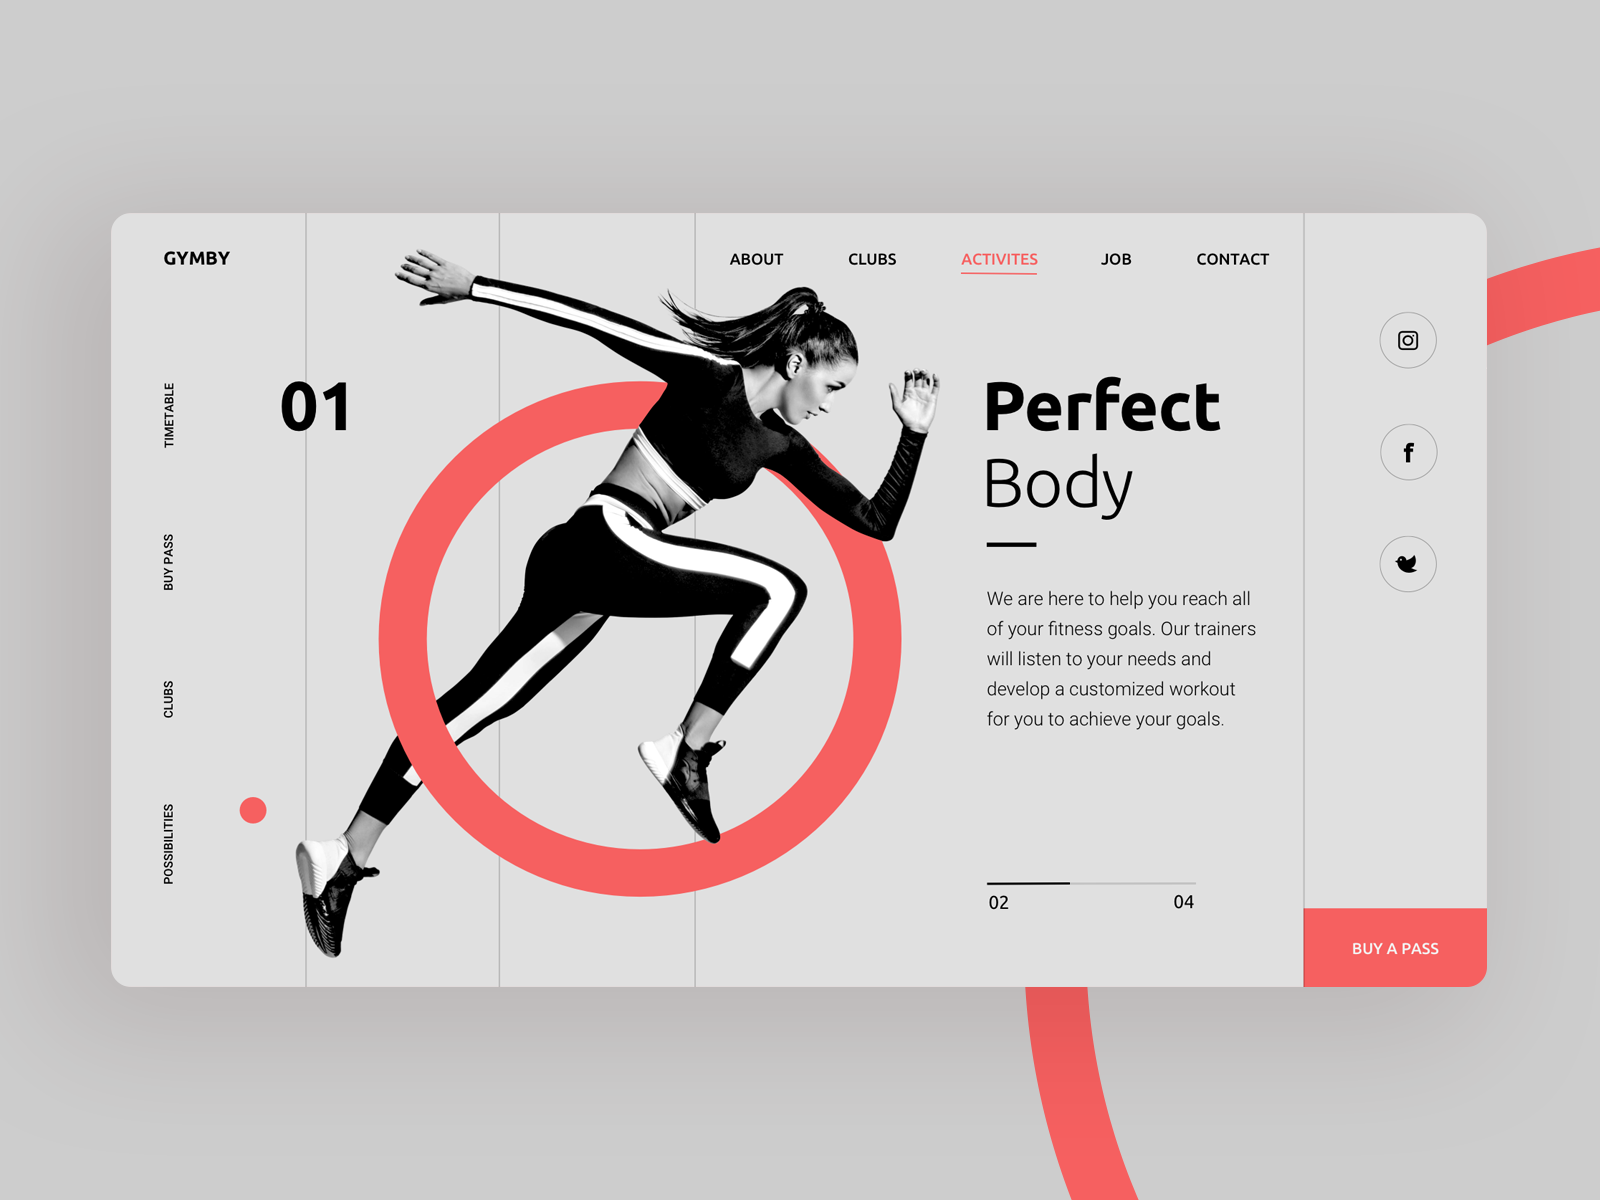 GYMBY
ABOUT
CLUBS
ACTIVITES
JOB
CONTACT
TIMETABLE
BUY PASS
CLUBS
POSSIBILITIES
01
Perfect
Body
We are here to help you reach all
of your fitness goals. Our trainers
will listen to your needs and
develop a customized workout
for you to achieve your goals.
02
04
f
BUY A PASS